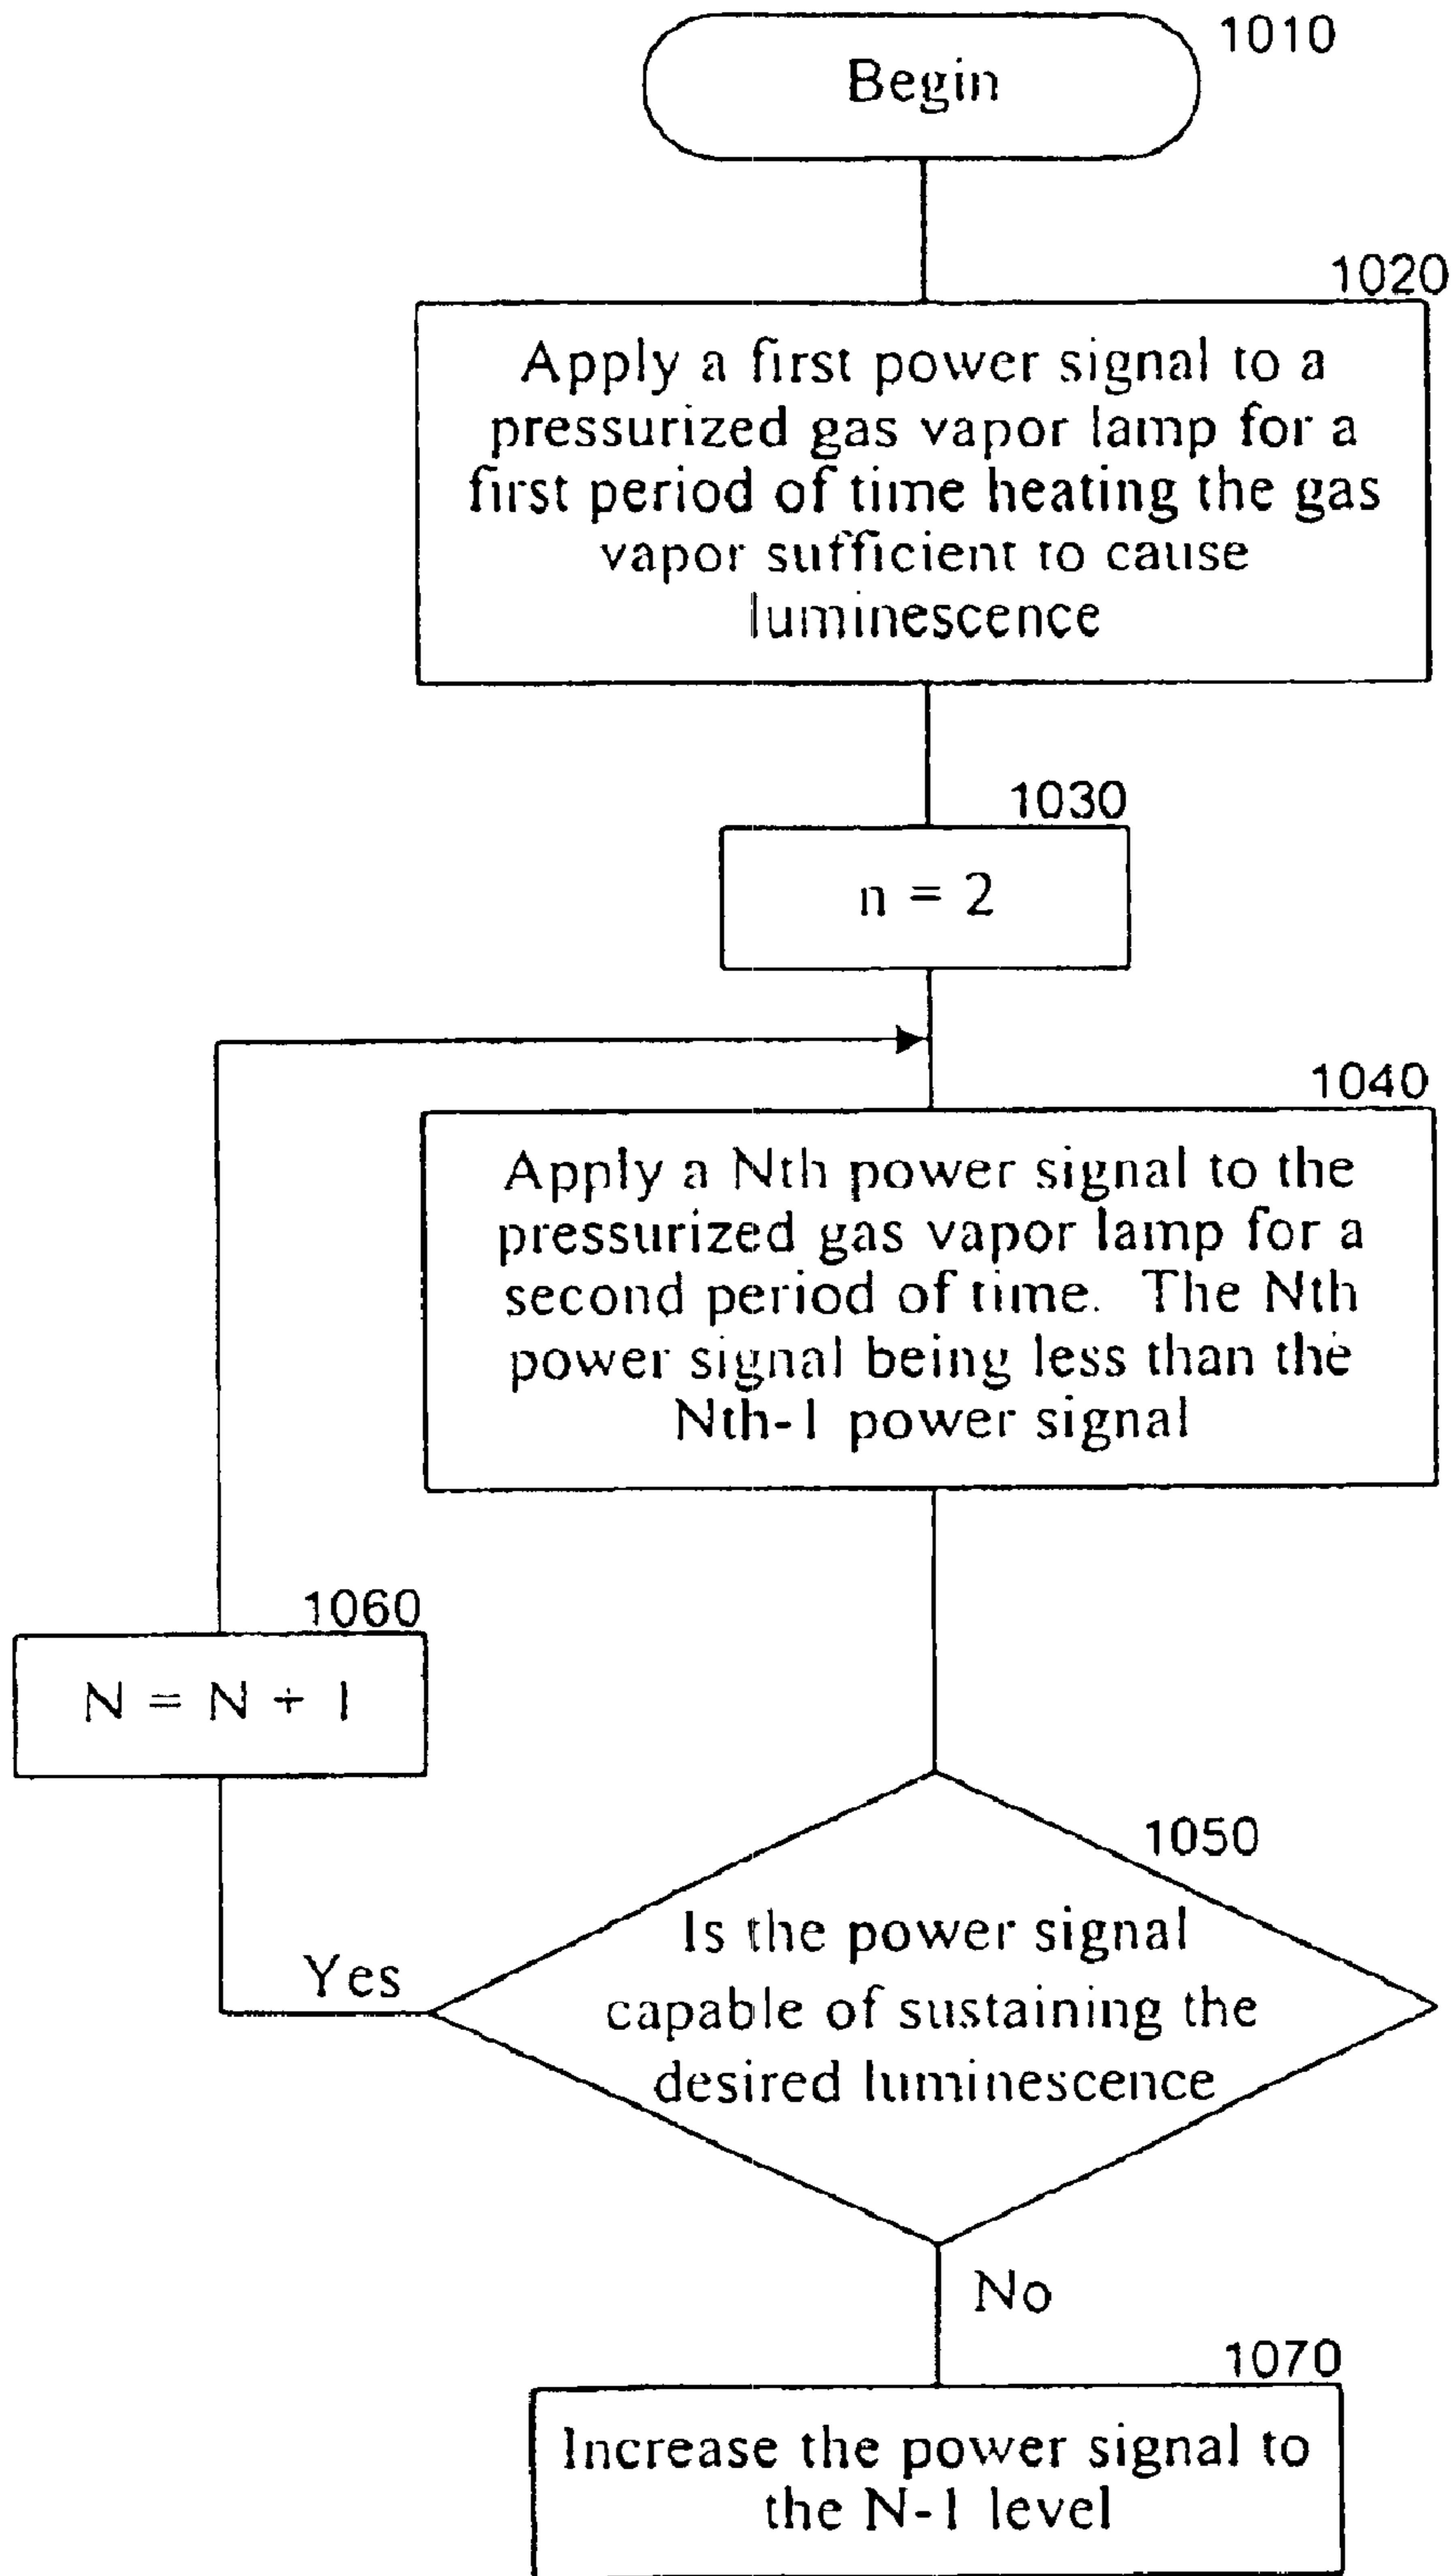 1010
Begin
1020
Apply a first power signal to a
pressurized gas vapor lamp for a
first period of time heating the gas
vapor sufficient to cause
luminescence
1030
n = 2
1040
Apply a Nth power signal to the
pressurized gas vapor lamp for a
second period of time. The Nth
power signal being less than the
Nth-1 power signal
1060
N = N + 1
1050
Is the power signal
capable of sustaining the
desired luminescence
Yes
No
1070
Increase the power signal to
the N-1 level